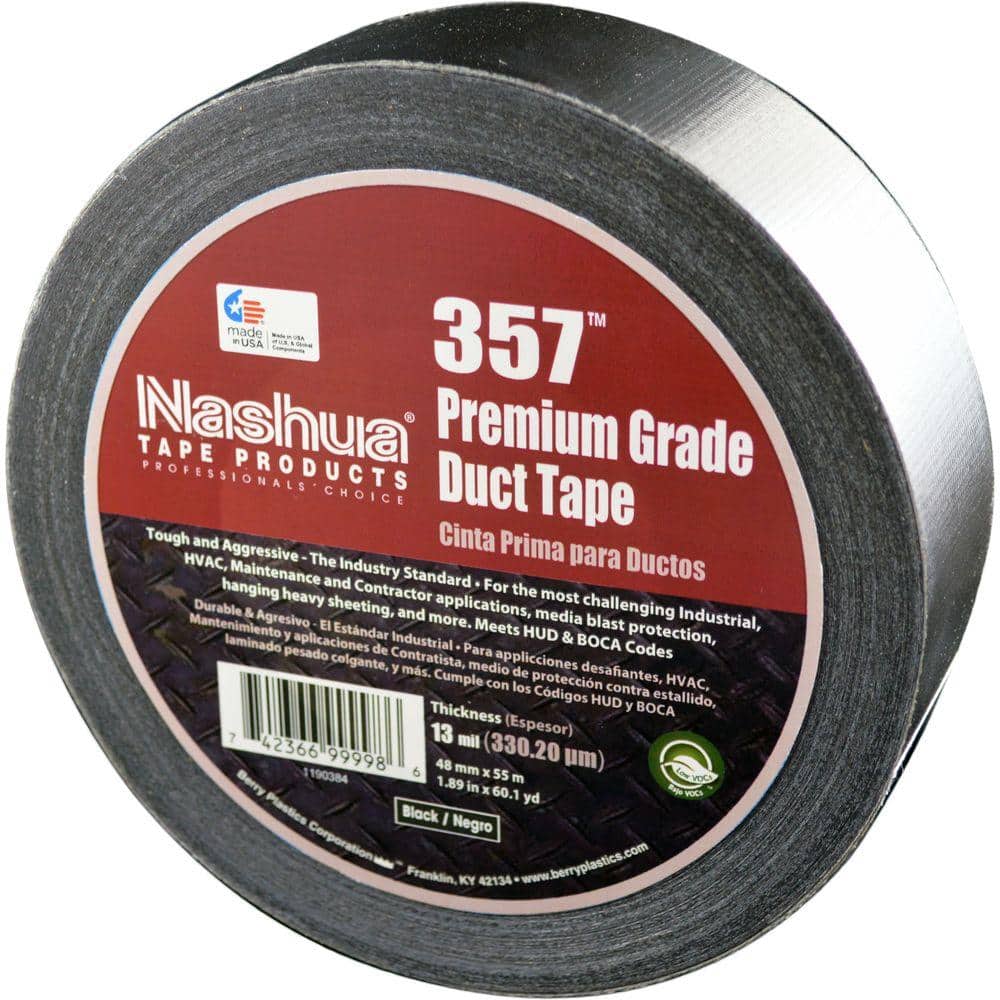 made
in USA
Made in USA
of U.S. & Global
Components
Nashua®
TAPE PRODUCTS
PROFESSIONALS' CHOICE
357™
Premium Grade
Duct Tape
Cinta Prima para Ductos
Tough and Aggressive - The Industry Standard • For the most challenging Industrial,
HVAC, Maintenance and Contractor applications, media blast protection,
hanging heavy sheeting, and more. Meets HUD & BOCA Codes
Durable & Agresivo - El Estándar Industrial • Para applicciones desafiantes, HVAC,
Mantenimiento y aplicaciones de Contratista, medio de protección contra estallido,
laminado pesado colgante, y más. Cumple con los Códigos HUD y BOCA
7 42366 99998 6
1190384
Thickness (Espesor)
13 mil (330.20 µm)
48 mm x 55 m
1.89 in x 60.1 yd
Black / Negro
Low VOCs
Bajo VOCs
Berry Plastics Corporation™ Franklin, KY 42134 • www.berryplastics.com